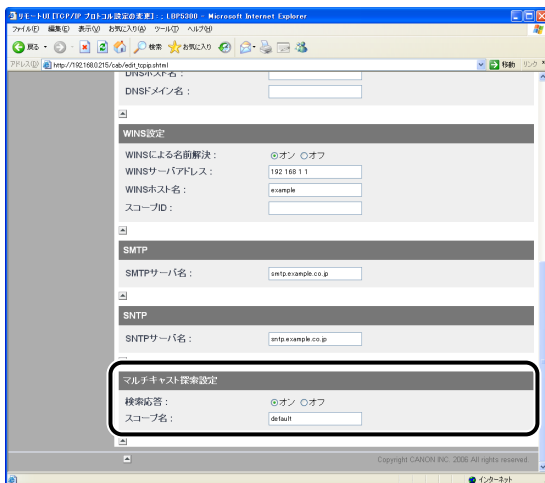 リモートUI [TCP/IP プロトコル設定の変更] : : LBP5300 - Microsoft Internet Explorer
ファイル(F) 編集(E) 表示(V) お気に入り(A) ツール(T) ヘルプ(H)
戻る 検索 お気に入り
アドレス(D) http://192.168.0.215/cab/edit_tcpip.shtml 移動 リンク
DNSホスト名 :
DNSドメイン名 :
WINS設定
WINSによる名前解決 : オン オフ
WINSサーバアドレス : 192.168.1.1
WINSホスト名 : example
スコープID :
SMTP
SMTPサーバ名 : smtp.example.co.jp
SNTP
SNTPサーバ名 : sntp.example.co.jp
マルチキャスト探索設定
検索応答 : オン オフ
スコープ名 : default
Copyright CANON INC. 2006 All rights reserved
インターネット